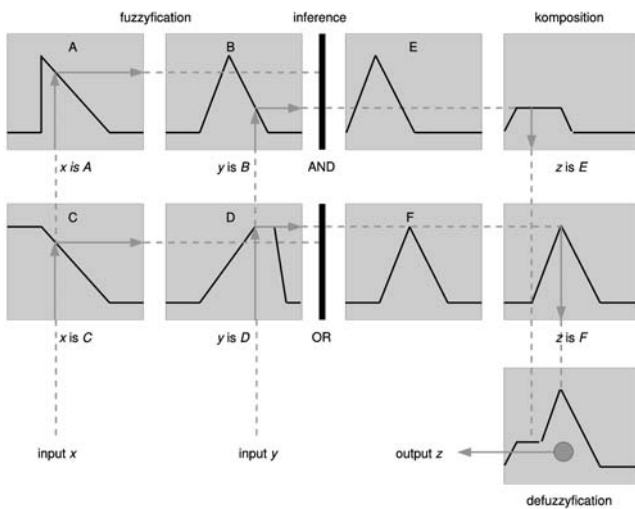 fuzzyfication inference komposition
A B E
x is A y is B AND z is E
C D F
x is C y is D OR z is F
input x input y output z
defuzzyfication